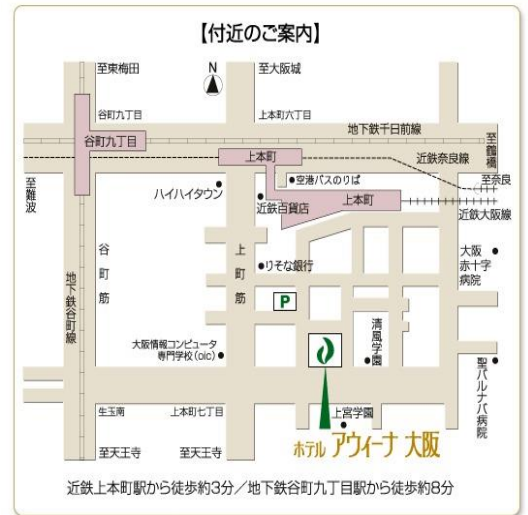 【付近のご案内】
至東梅田
N
至大阪城
谷町九丁目
上本町六丁目
地下鉄千日前線
谷町九丁目
上本町
近鉄奈良線
至鶴橋
至難波
空港バスのりば
至奈良
ハイハイタウン
近鉄百貨店
上本町
近鉄大阪線
谷町筋
上町筋
りそな銀行
大阪
赤十字
病院
地下鉄谷町線
P
大阪情報コンピュータ
専門学校(oic)
清風学園
聖バルナバ病院
生玉南
上本町七丁目
上宮学園
至天王寺
至天王寺
ホテル アウィーナ 大阪
近鉄上本町駅から徒歩約3分／地下鉄谷町九丁目駅から徒歩約8分